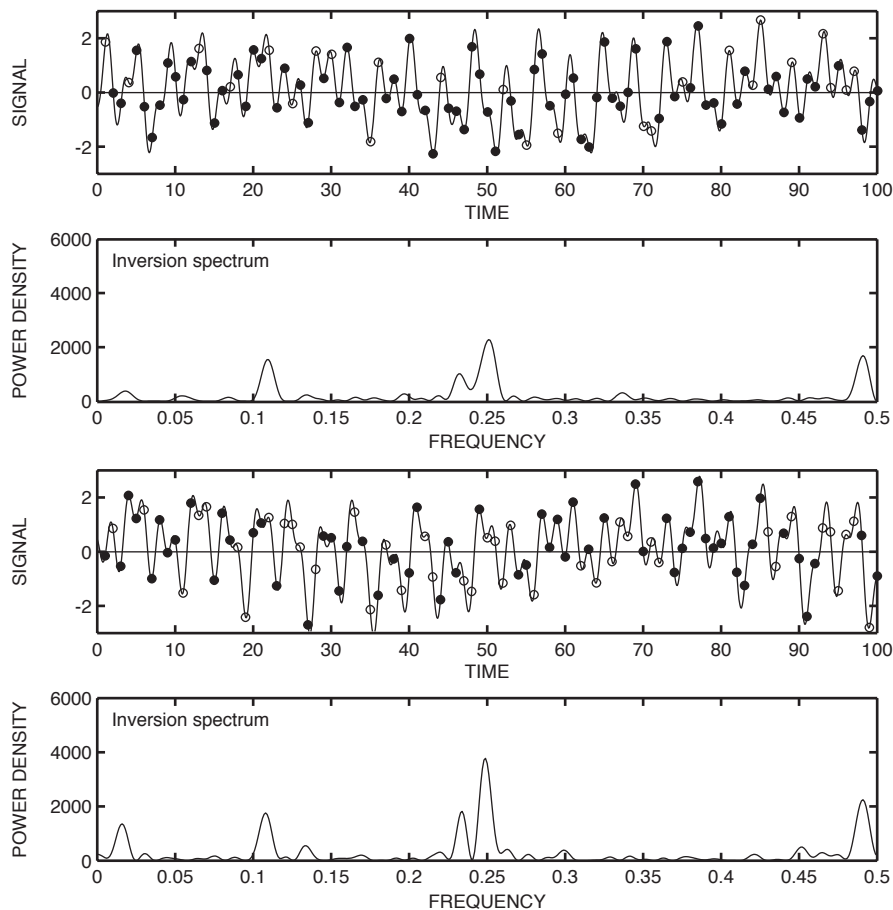 SIGNAL
2
0
-2
0 10 20 30 40 50 60 70 80 90 100
TIME
POWER DENSITY
6000
Inversion spectrum
4000
2000
0
0 0.05 0.1 0.15 0.2 0.25 0.3 0.35 0.4 0.45 0.5
FREQUENCY
SIGNAL
2
0
-2
0 10 20 30 40 50 60 70 80 90 100
TIME
POWER DENSITY
6000
Inversion spectrum
4000
2000
0
0 0.05 0.1 0.15 0.2 0.25 0.3 0.35 0.4 0.45 0.5
FREQUENCY